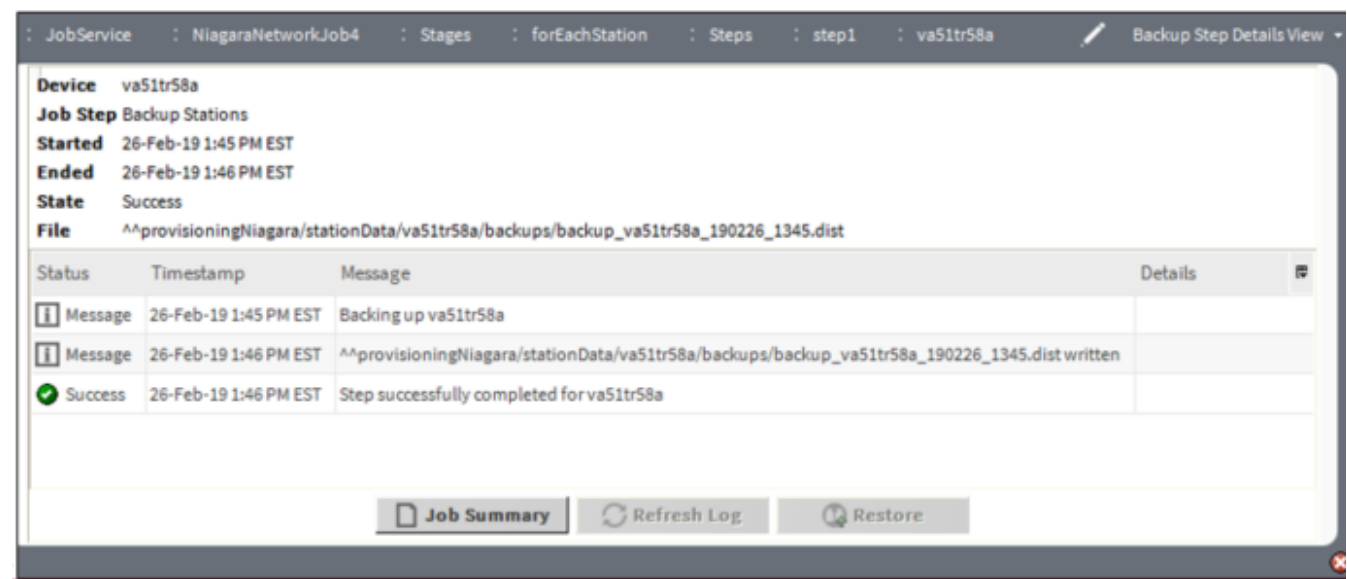 : JobService : NiagaraNetworkJob4 : Stages : forEachStation : Steps : step1 : va51tr58a Backup Step Details View
Device va51tr58a
Job Step Backup Stations
Started 26-Feb-19 1:45 PM EST
Ended 26-Feb-19 1:46 PM EST
State Success
File ^^provisioningNiagara/stationData/va51tr58a/backups/backup_va51tr58a_190226_1345.dist
Status Timestamp Message Details
Message 26-Feb-19 1:45 PM EST Backing up va51tr58a
Message 26-Feb-19 1:46 PM EST ^^provisioningNiagara/stationData/va51tr58a/backups/backup_va51tr58a_190226_1345.dist written
Success 26-Feb-19 1:46 PM EST Step successfully completed for va51tr58a
Job Summary Refresh Log Restore